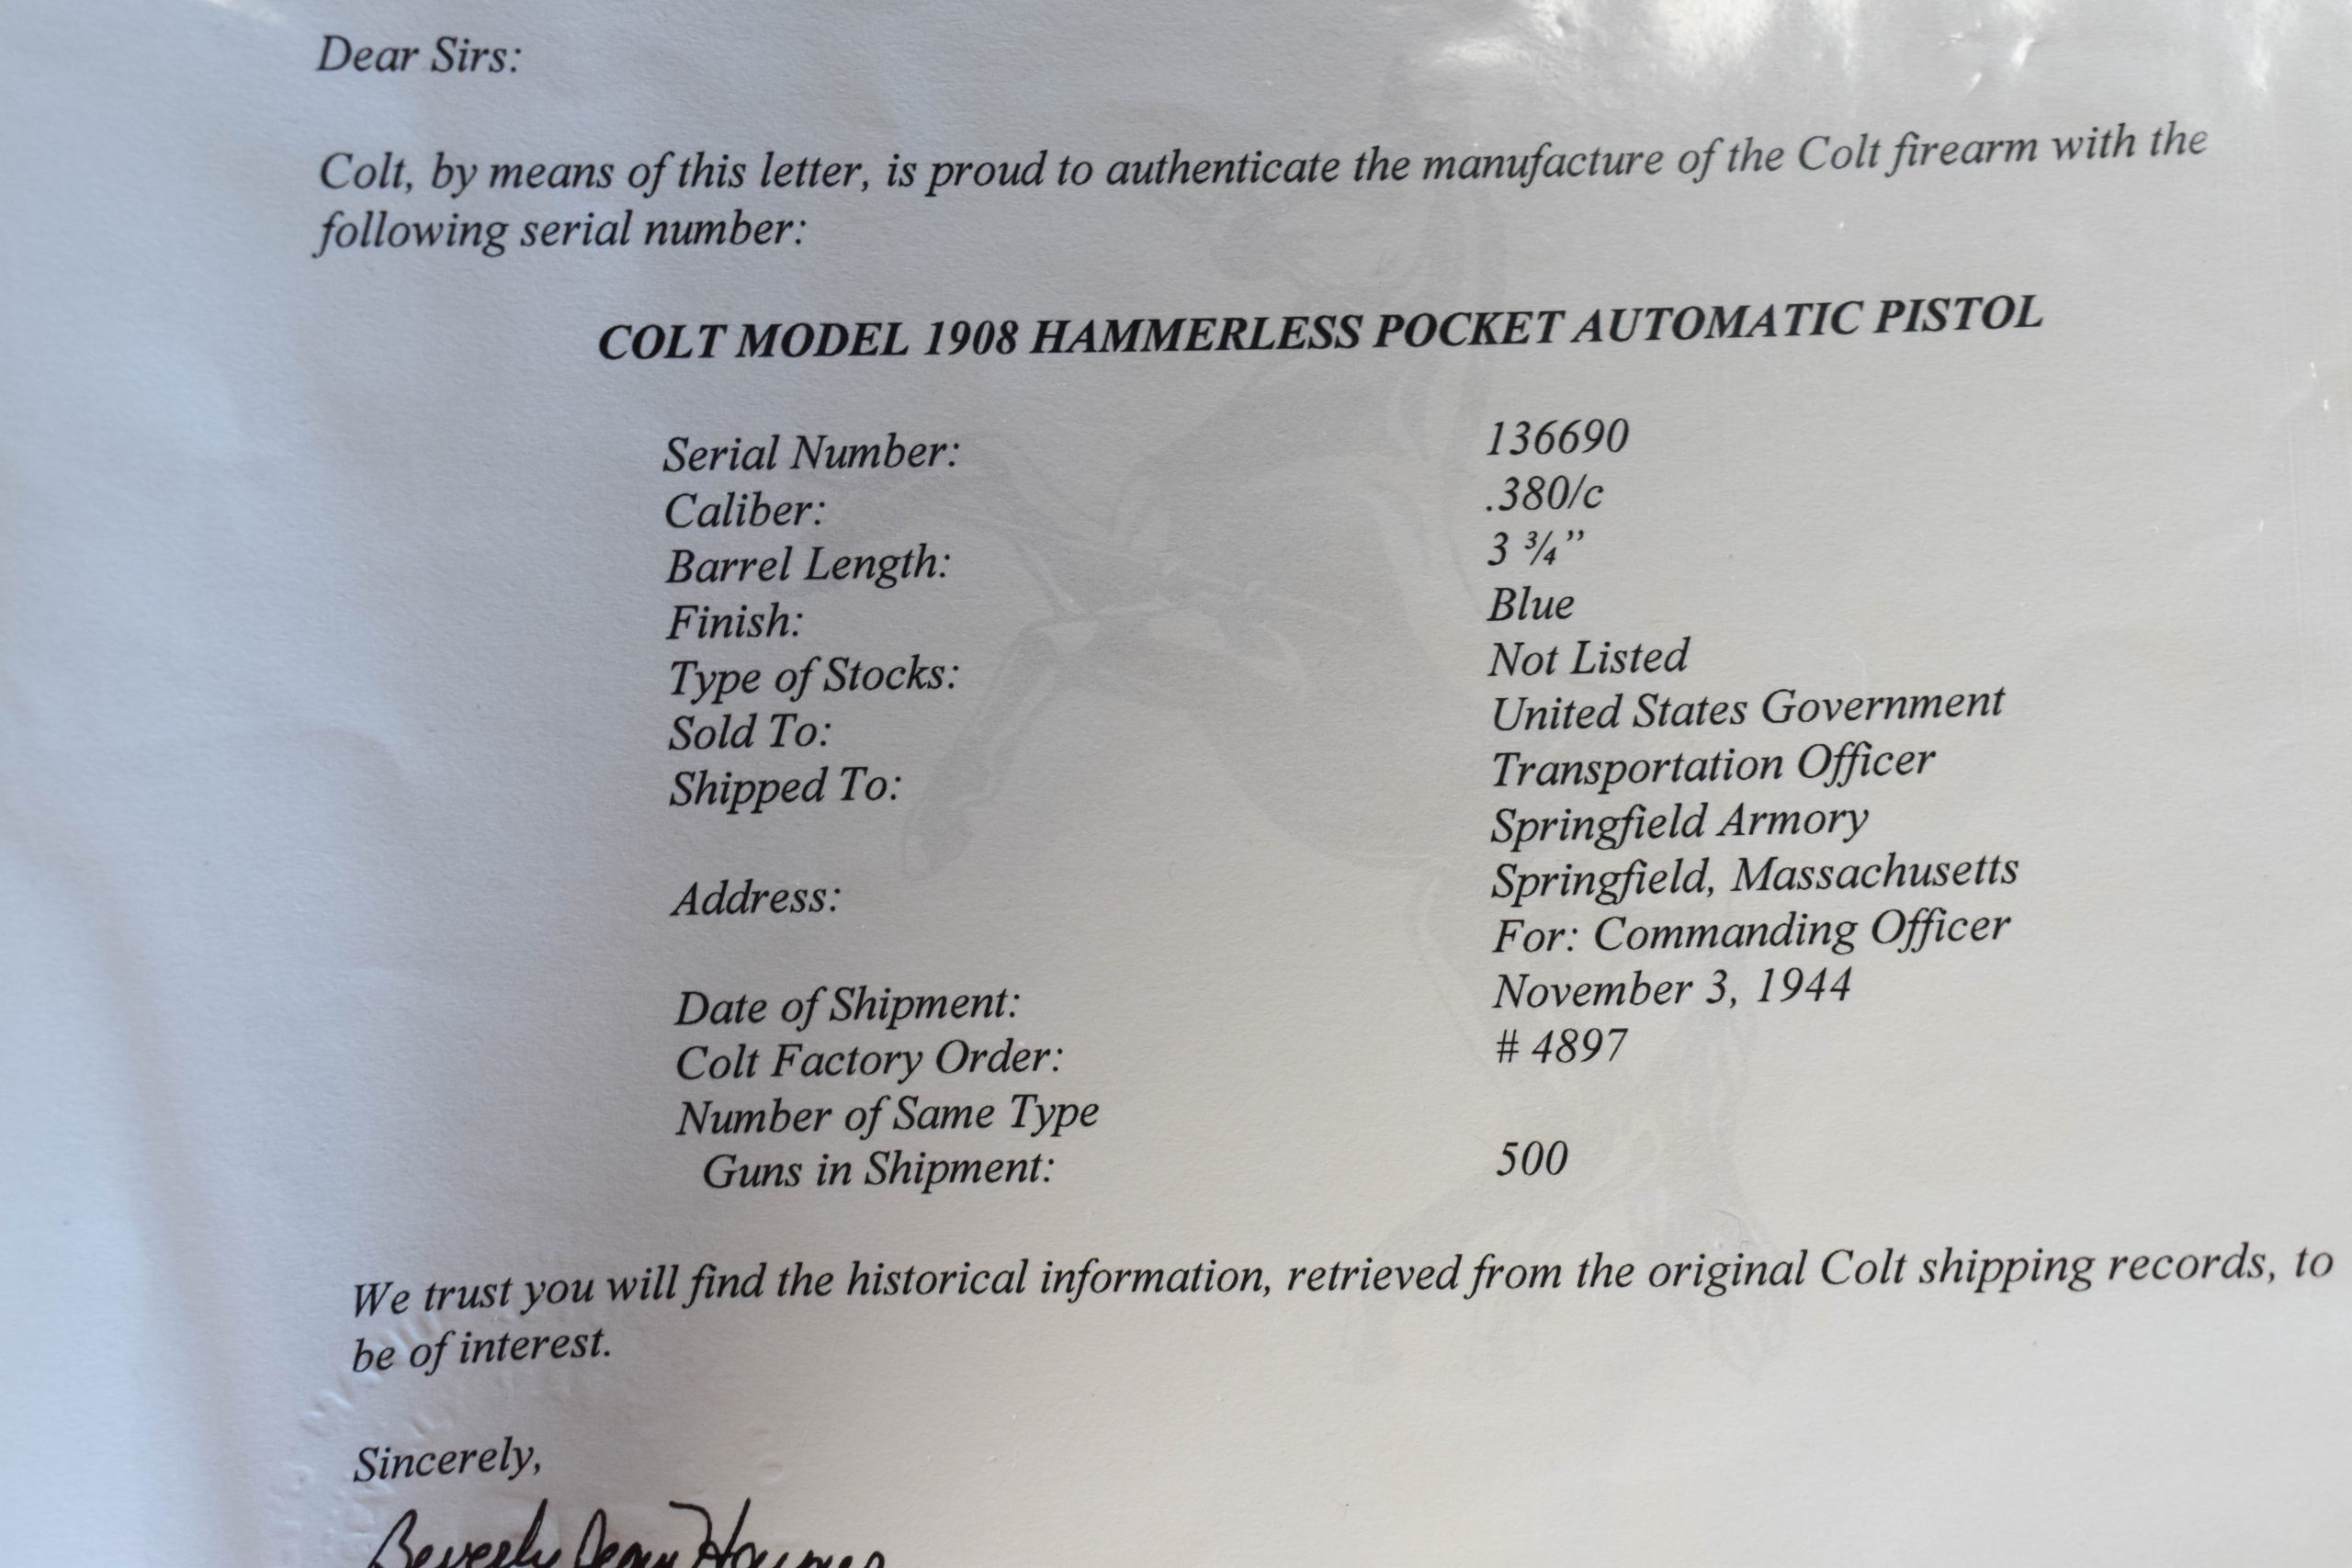 Dear Sirs:
Colt, by means of this letter, is proud to authenticate the manufacture of the Colt firearm with the
following serial number:
COLT MODEL 1908 HAMMERLESS POCKET AUTOMATIC PISTOL
Serial Number: 136690
Caliber: .380/c
Barrel Length: 3 ¾”
Finish: Blue
Type of Stocks: Not Listed
Sold To: United States Government
Shipped To: Transportation Officer
Springfield Armory
Address: Springfield, Massachusetts
For: Commanding Officer
Date of Shipment: November 3, 1944
Colt Factory Order: # 4897
Number of Same Type
Guns in Shipment: 500
We trust you will find the historical information, retrieved from the original Colt shipping records, to
be of interest.
Sincerely,
Beverly Jean Haynes